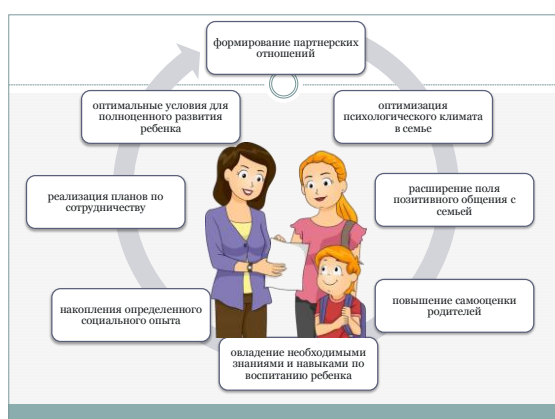 формирование партнерских
отношений
оптимизация
психологического климата
в семье
расширение поля
позитивного общения с
семьей
повышение самооценки
родителей
овладение необходимыми
знаниями и навыками по
воспитанию ребенка
накопления определенного
социального опыта
реализация планов по
сотрудничеству
оптимальные условия для
полноценного развития
ребенка